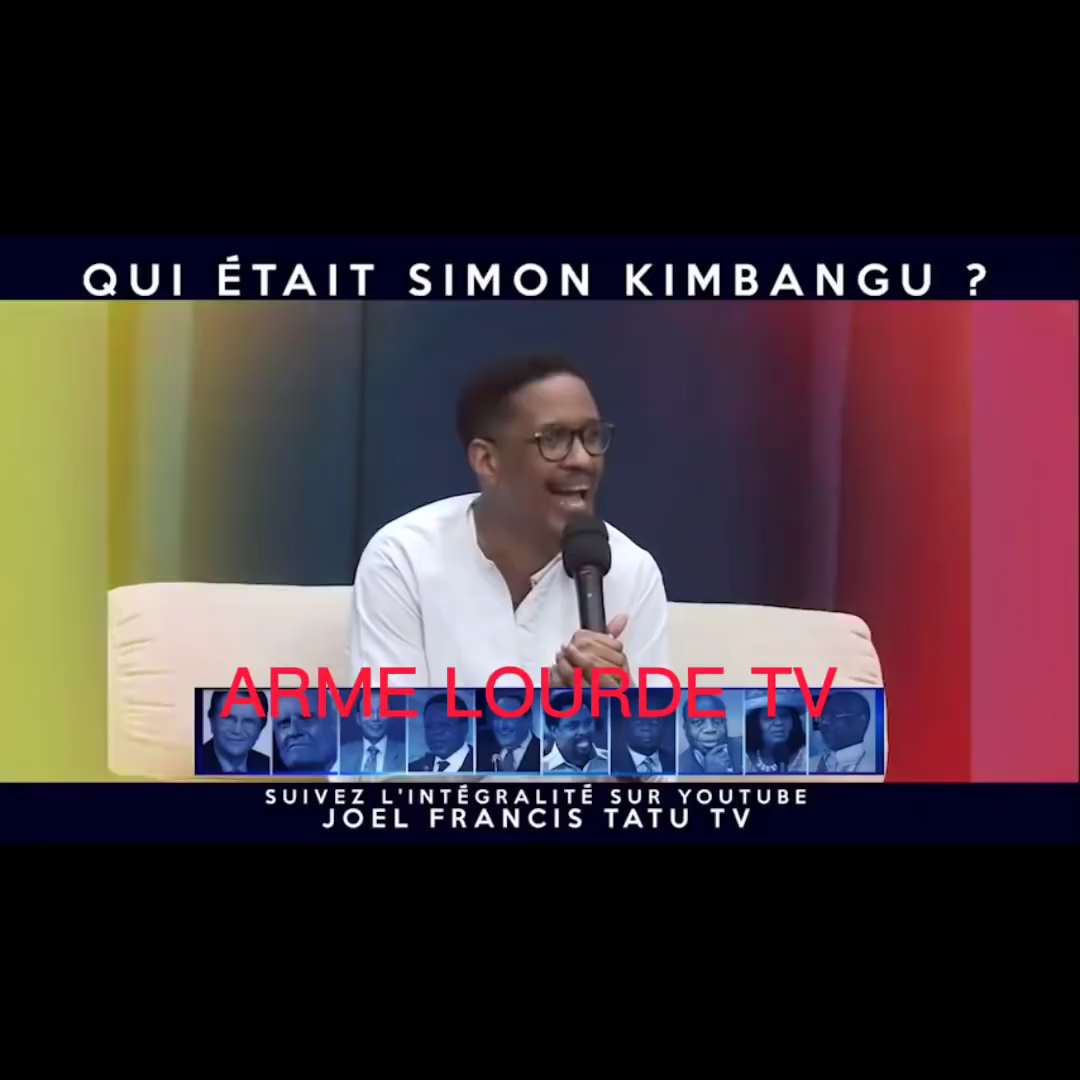 QUI ÉTAIT SIMON KIMBANGU ?
ARME LOURDE TV
SUIVEZ L'INTÉGRALITÉ SUR YOUTUBE
JOEL FRANCIS TATU TV